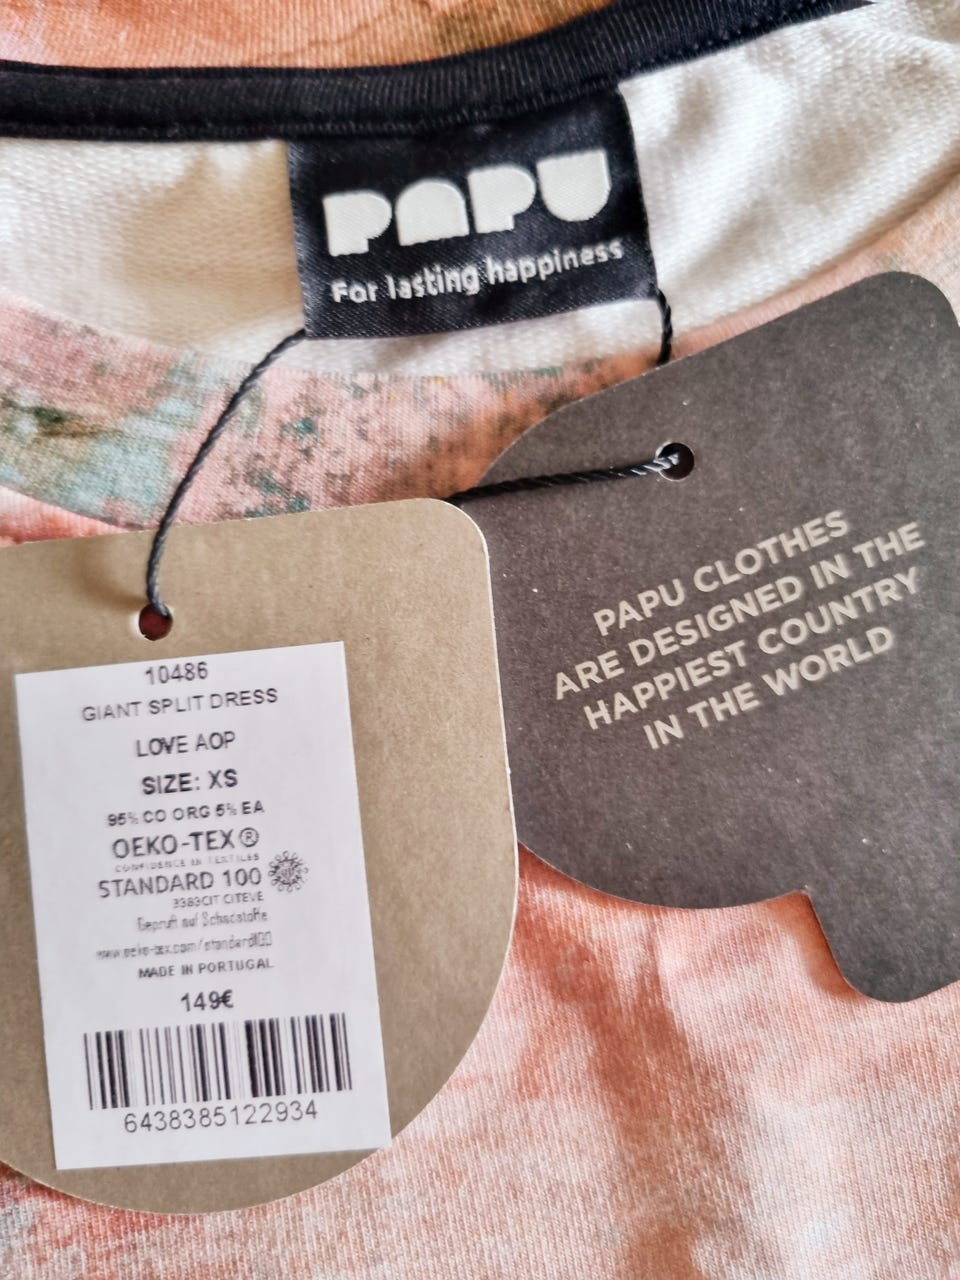 PAPU
For lasting happiness
PAPU CLOTHES
ARE DESIGNED IN THE
HAPPIEST COUNTRY
IN THE WORLD
10486
GIANT SPLIT DRESS
LOVE AOP
SIZE: XS
95% CO ORG 5% EA
OEKO-TEX®
CONFIDENCE IN TEXTILES
STANDARD 100
3383CIT CITEVE
Geprüft auf Schadstoffe
www.oeko-tex.com/standard100
MADE IN PORTUGAL
149€
6438385122934